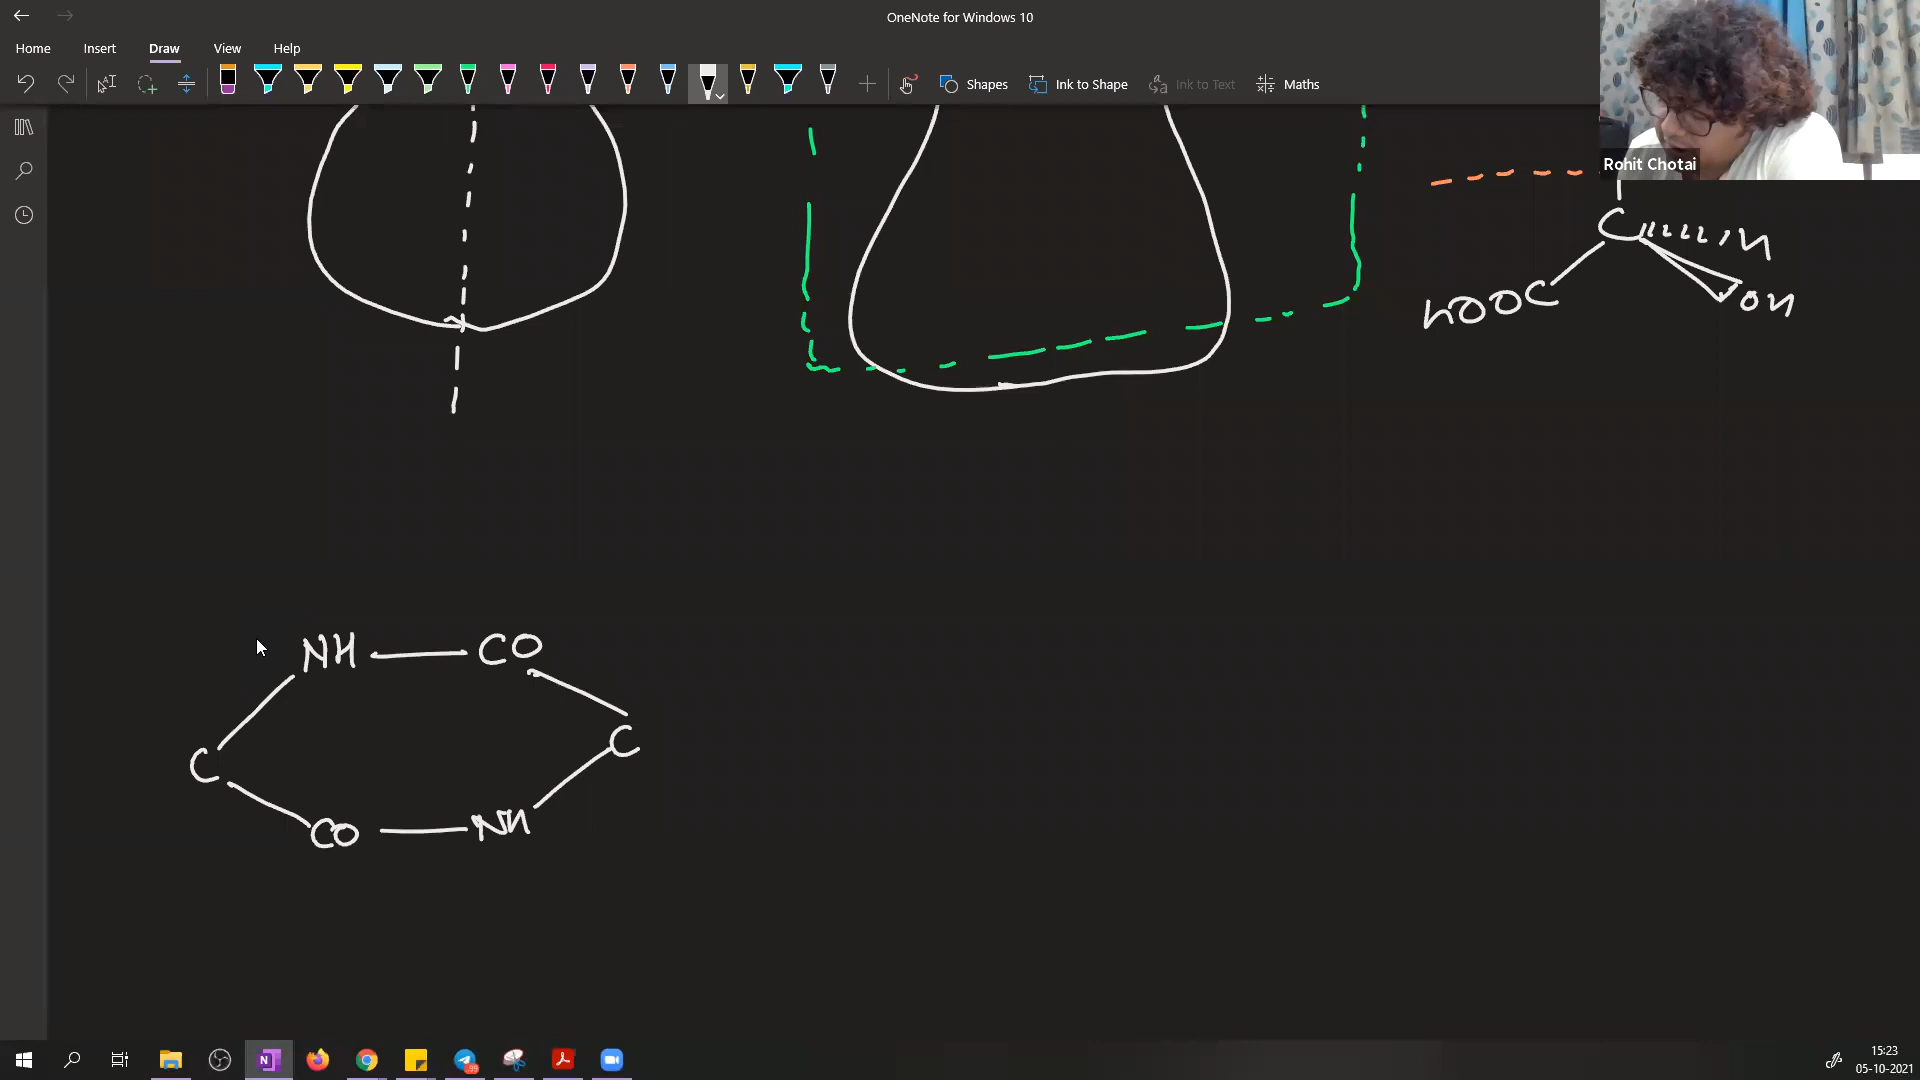 OneNote for Windows 10
Home Insert Draw View Help
Shapes Ink to Shape Ink to Text Maths
Rohit Chotai
C H
HOOC OH
NH CO
C C
CO NH
15:23
05-10-2021